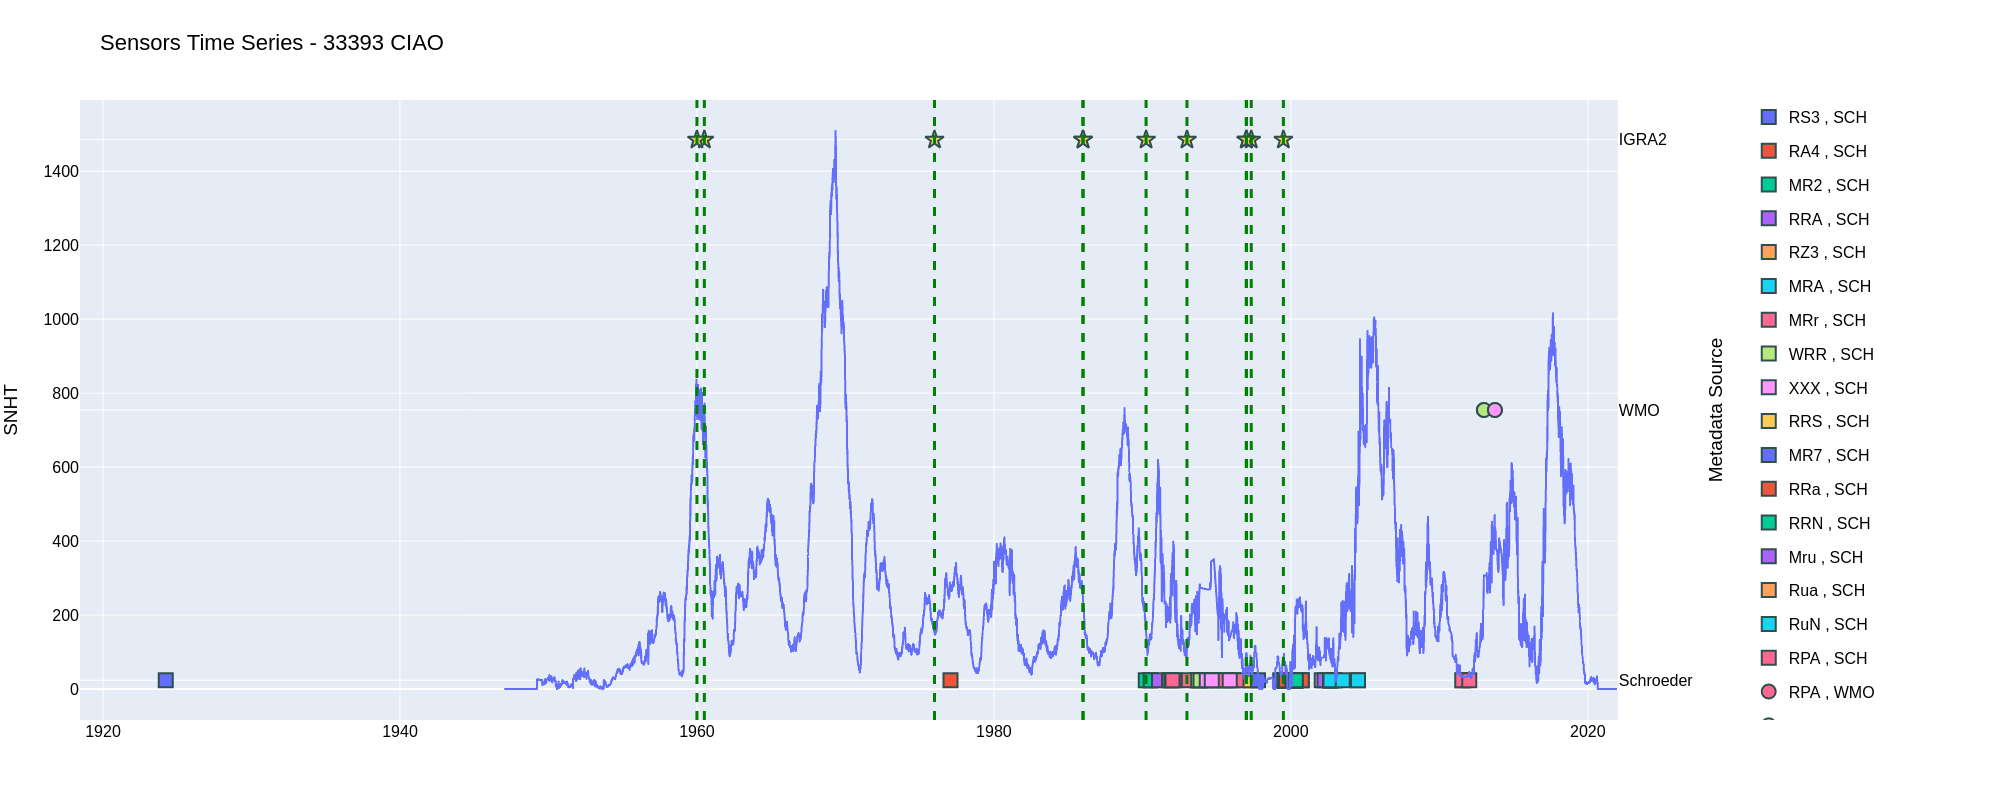 Sensors Time Series - 33393 CIAO
SNHT
1400
1200
1000
800
600
400
200
0
1920
1940
1960
1980
2000
2020
IGRA2
WMO
Schroeder
Metadata Source
RS3 , SCH
RA4 , SCH
MR2 , SCH
RRA , SCH
RZ3 , SCH
MRA , SCH
MRr , SCH
WRR , SCH
XXX , SCH
RRS , SCH
MR7 , SCH
RRa , SCH
RRN , SCH
Mru , SCH
Rua , SCH
RuN , SCH
RPA , SCH
RPA , WMO